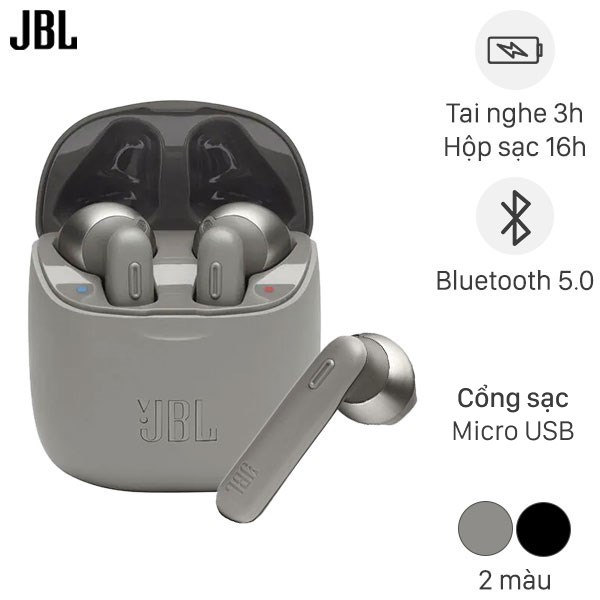 JBL
Tai nghe 3h
Hộp sạc 16h
Bluetooth 5.0
JBL
JBL
Cổng sạc
Micro USB
2 màu